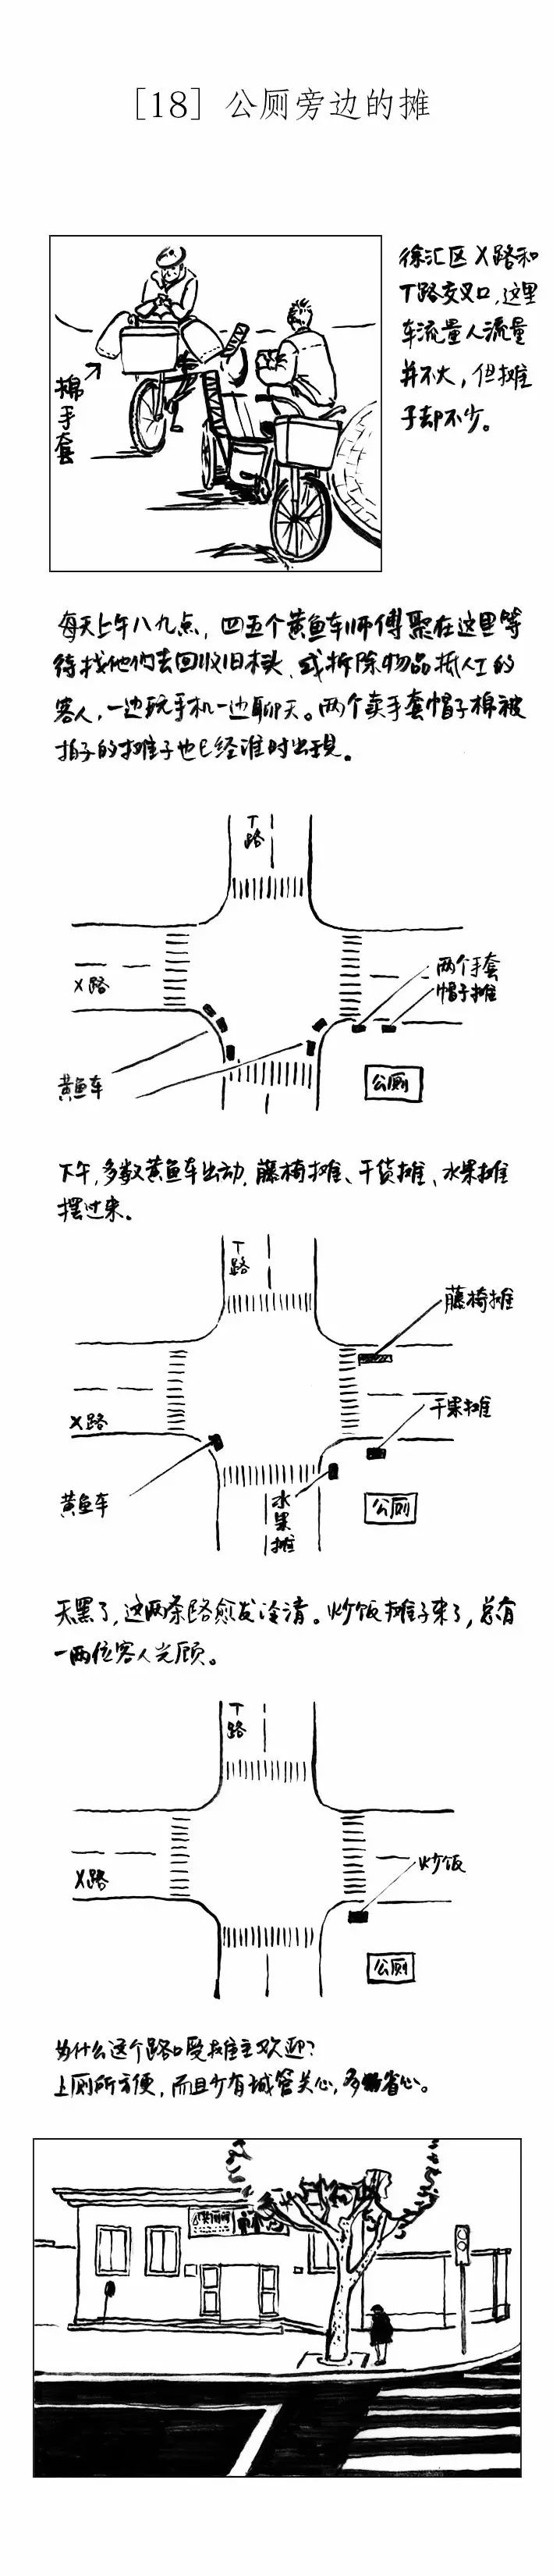 [18] 公厕旁边的摊
徐汇区X路和
T路交叉口,这里
车流量人流量
并不大,但摊
子却不少。
棉手套
每天上午八九点,四五个黄鱼车师傅聚在这里等
待找他们去回收旧木头、或拆除物品抵人工的
客人,一边玩手机一边聊天。两个卖手套帽子棉被
拍子的摊子也已经准时出现。
T路
X路
两个手套
帽子摊
黄鱼车
公厕
下午,多数黄鱼车出动,藤椅摊、干货摊、水果摊
摆过来。
T路
藤椅摊
X路
干果摊
黄鱼车
水果摊
公厕
天黑了,这两条路愈发冷清。炒饭摊子来了,总有
一两位客人光顾。
T路
X路
炒饭
公厕
为什么这个路口受摊主欢迎?
上厕所方便,而且少有城管关心,多省心。